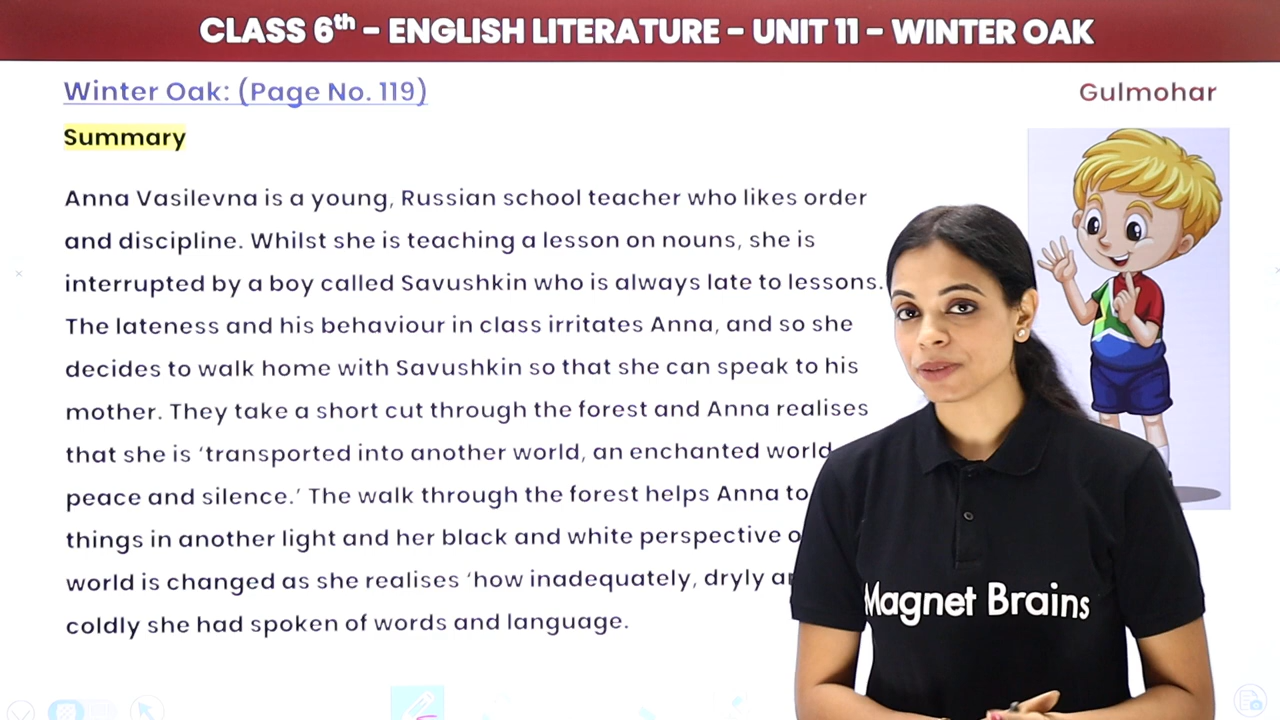 CLASS 6th - ENGLISH LITERATURE - UNIT 11 - WINTER OAK
Winter Oak: (Page No. 119)
Gulmohar
Summary
Anna Vasilevna is a young, Russian school teacher who likes order
and discipline. Whilst she is teaching a lesson on nouns, she is
interrupted by a boy called Savushkin who is always late to lessons.
The lateness and his behaviour in class irritates Anna, and so she
decides to walk home with Savushkin so that she can speak to his
mother. They take a short cut through the forest and Anna realises
that she is ‘transported into another world, an enchanted world
peace and silence.’ The walk through the forest helps Anna to
things in another light and her black and white perspective
world is changed as she realises ‘how inadequately, dryly
coldly she had spoken of words and language.
Magnet Brains